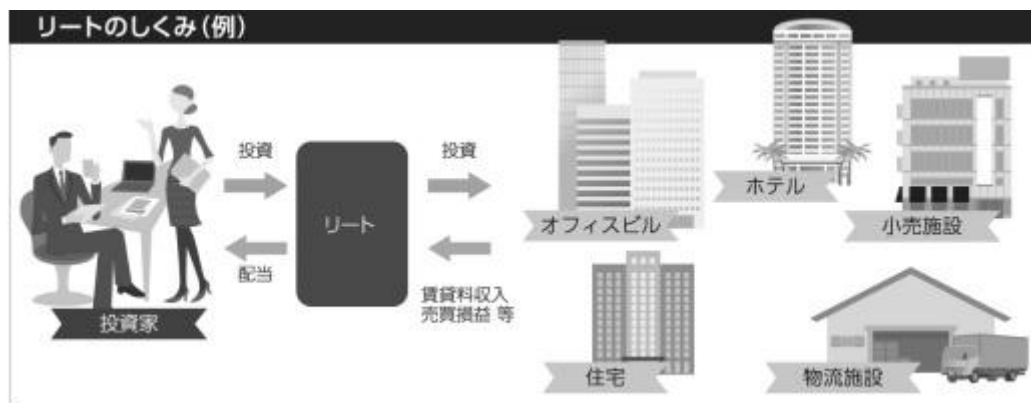 リートのしくみ（例）
投資
投資
リート
配当
賃貸料収入
売買損益 等
投資家
オフィスビル
ホテル
小売施設
住宅
物流施設